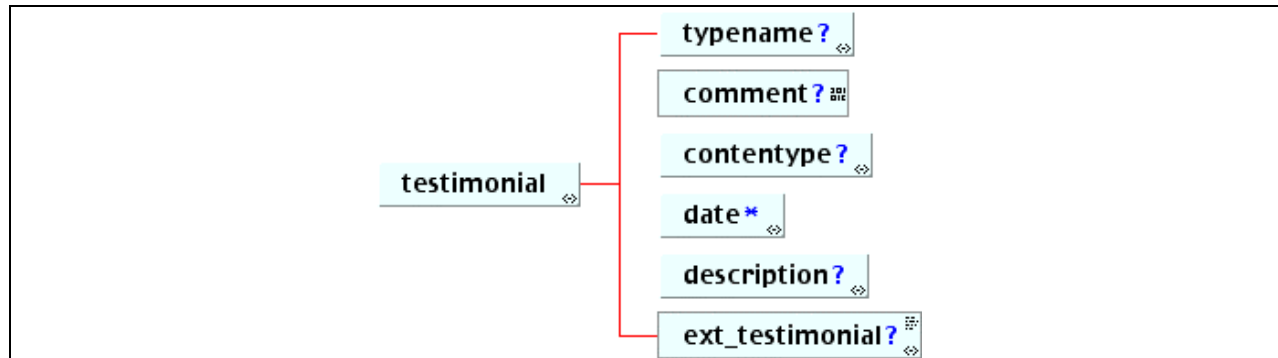 typename?
comment?
contentype?
testimonial
date*
description?
ext_testimonial?